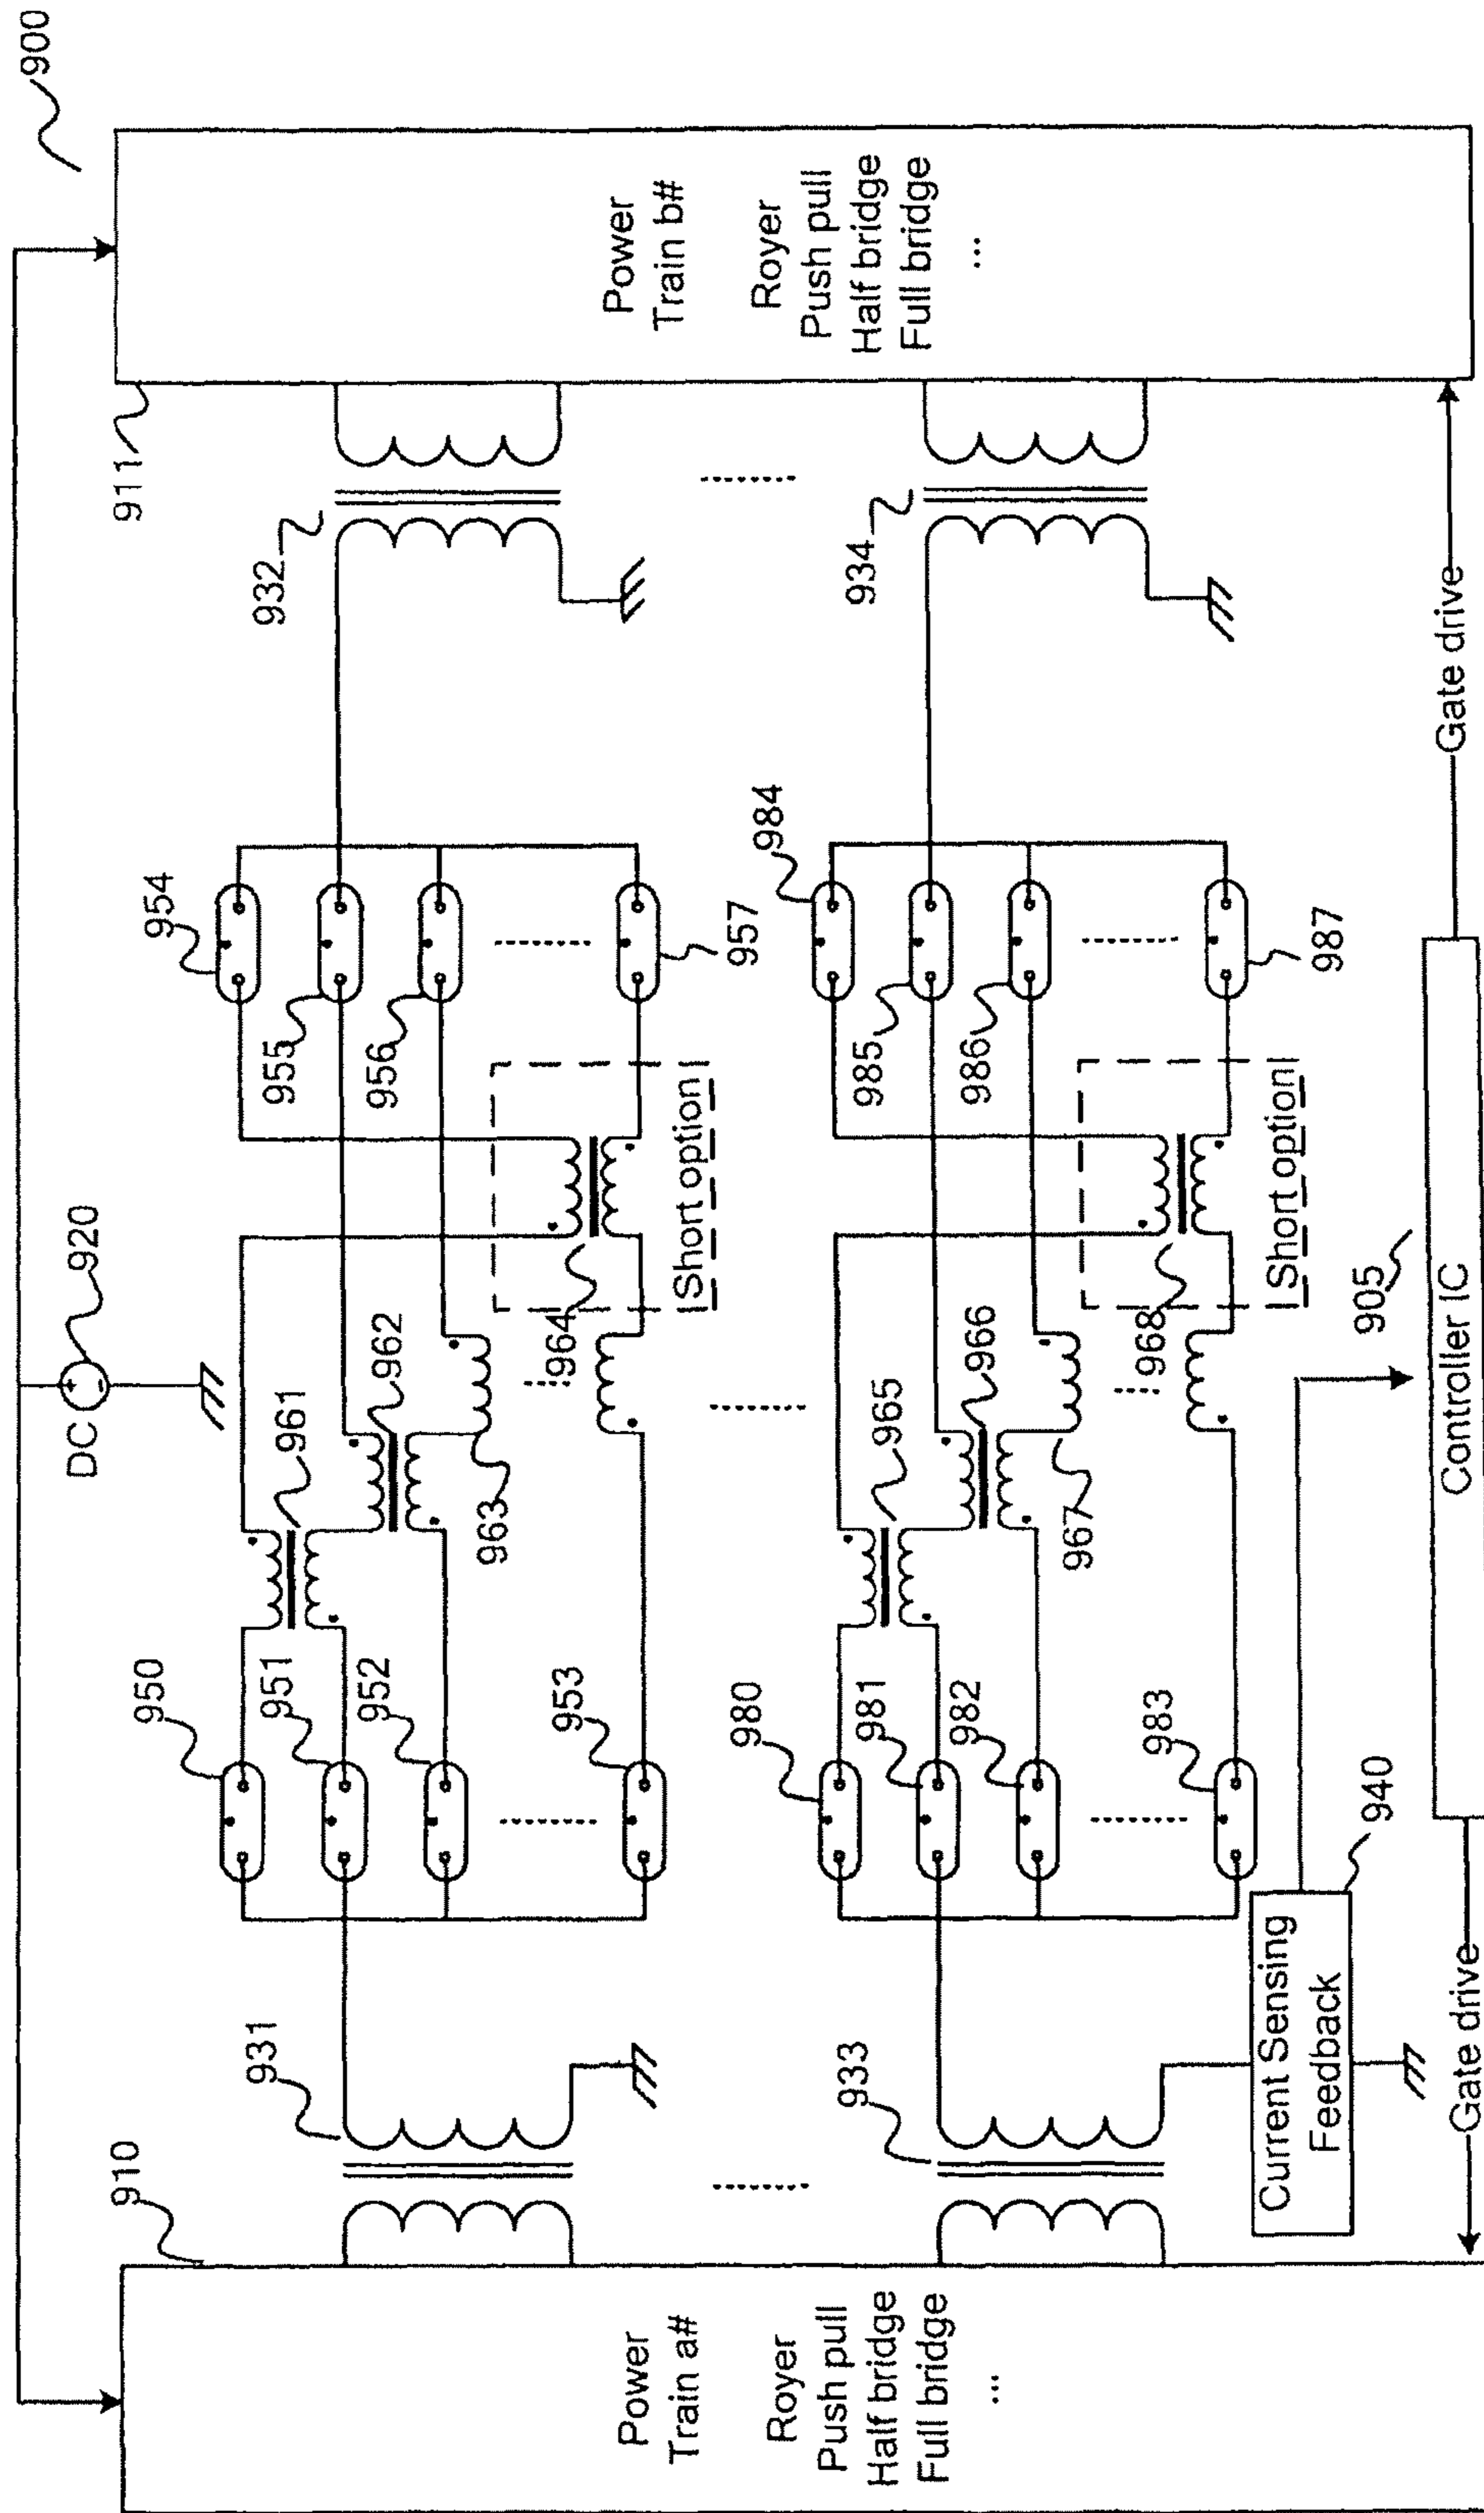 900
Power
Train b#
Royer
Push pull
Half bridge
Full bridge
...
911
932
934
Gate drive
954
955
956
957
984
985
986
987
Short option
Short option
DC
920
961
962
963
964
965
966
967
968
905
Controller IC
950
951
952
953
980
981
982
983
940
Current Sensing
Feedback
931
933
Gate drive
910
Power
Train a#
Royer
Push pull
Half bridge
Full bridge
...